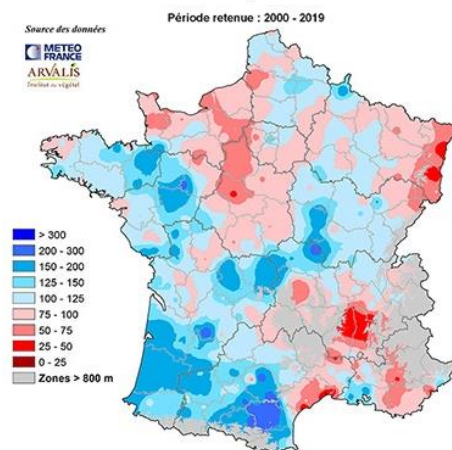 Période retenue : 2000 - 2019
Source des données
METEO
FRANCE
ARVALIS
Institut du végétal
> 300
200 - 300
150 - 200
125 - 150
100 - 125
75 - 100
50 - 75
25 - 50
0 - 25
Zones > 800 m